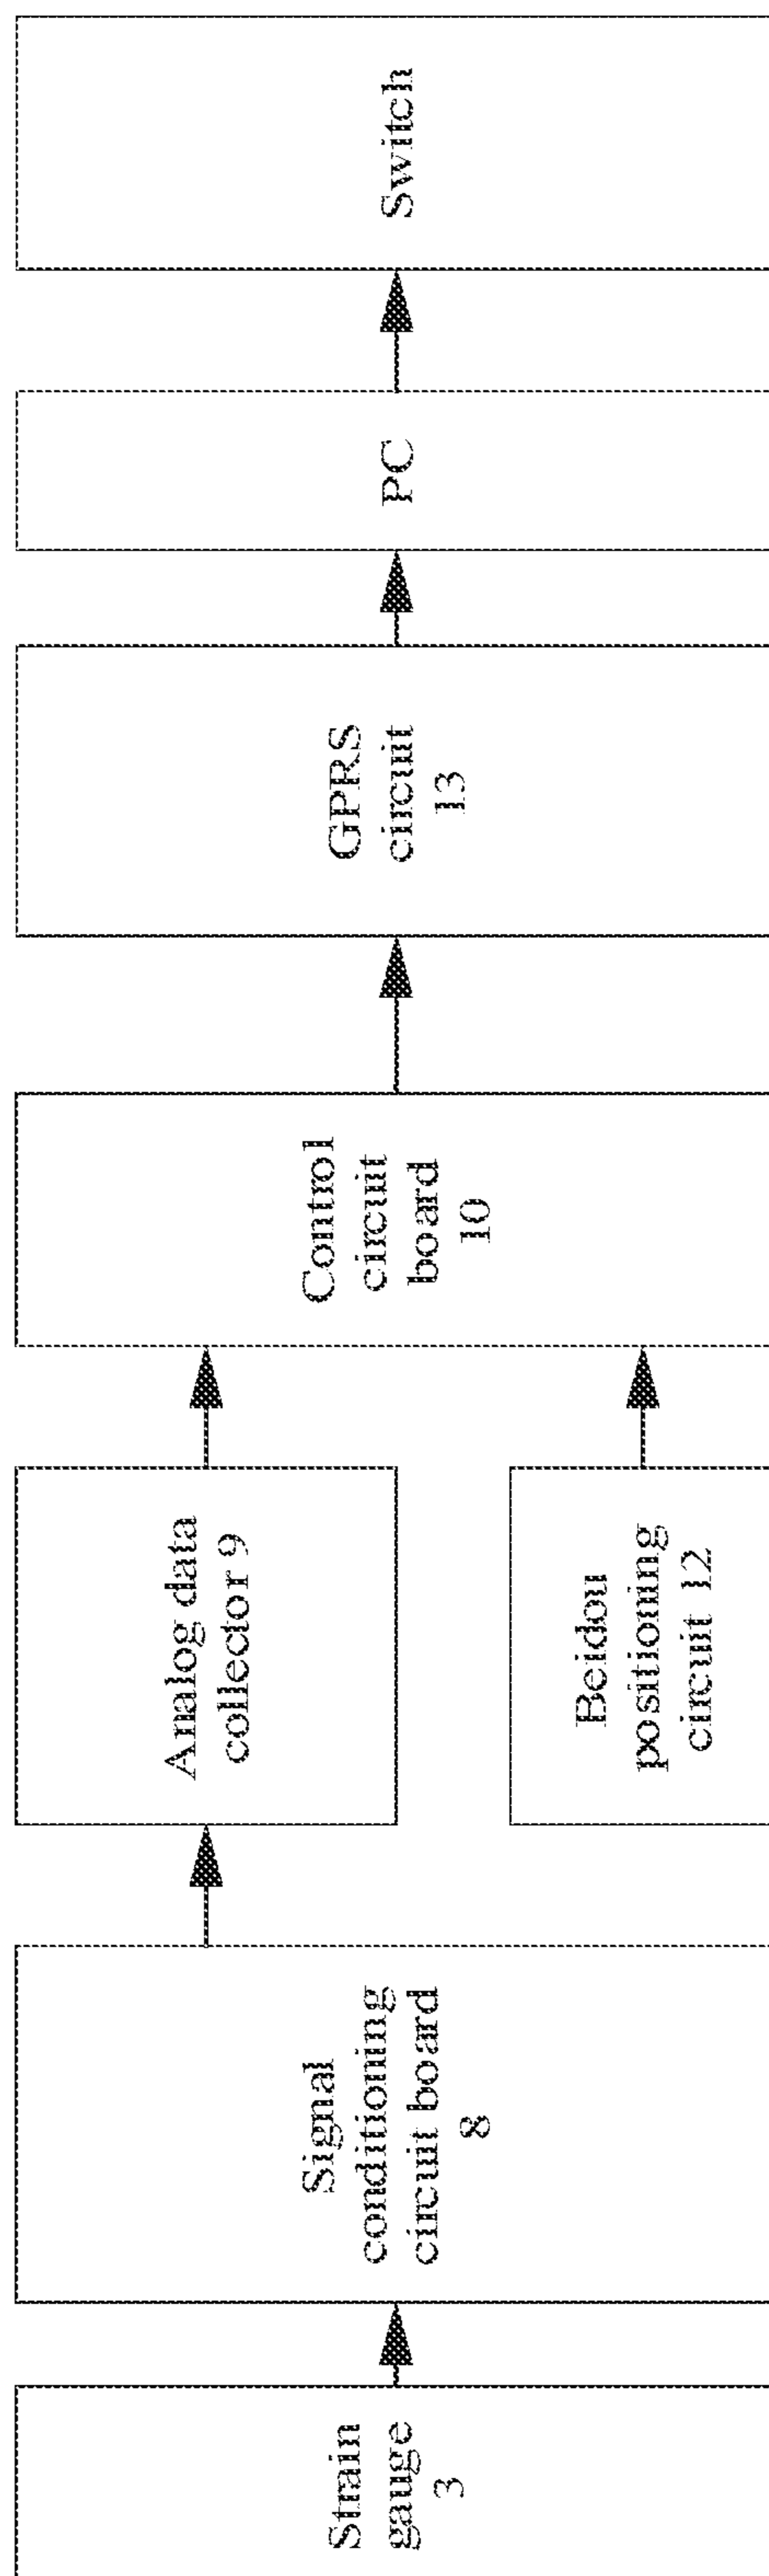 Strain
gauge
3
Signal
conditioning
circuit board
8
Analog data
collector 9
Beidou
positioning
circuit 12
Control
circuit
board
10
GPRS
circuit
13
PC
Switch